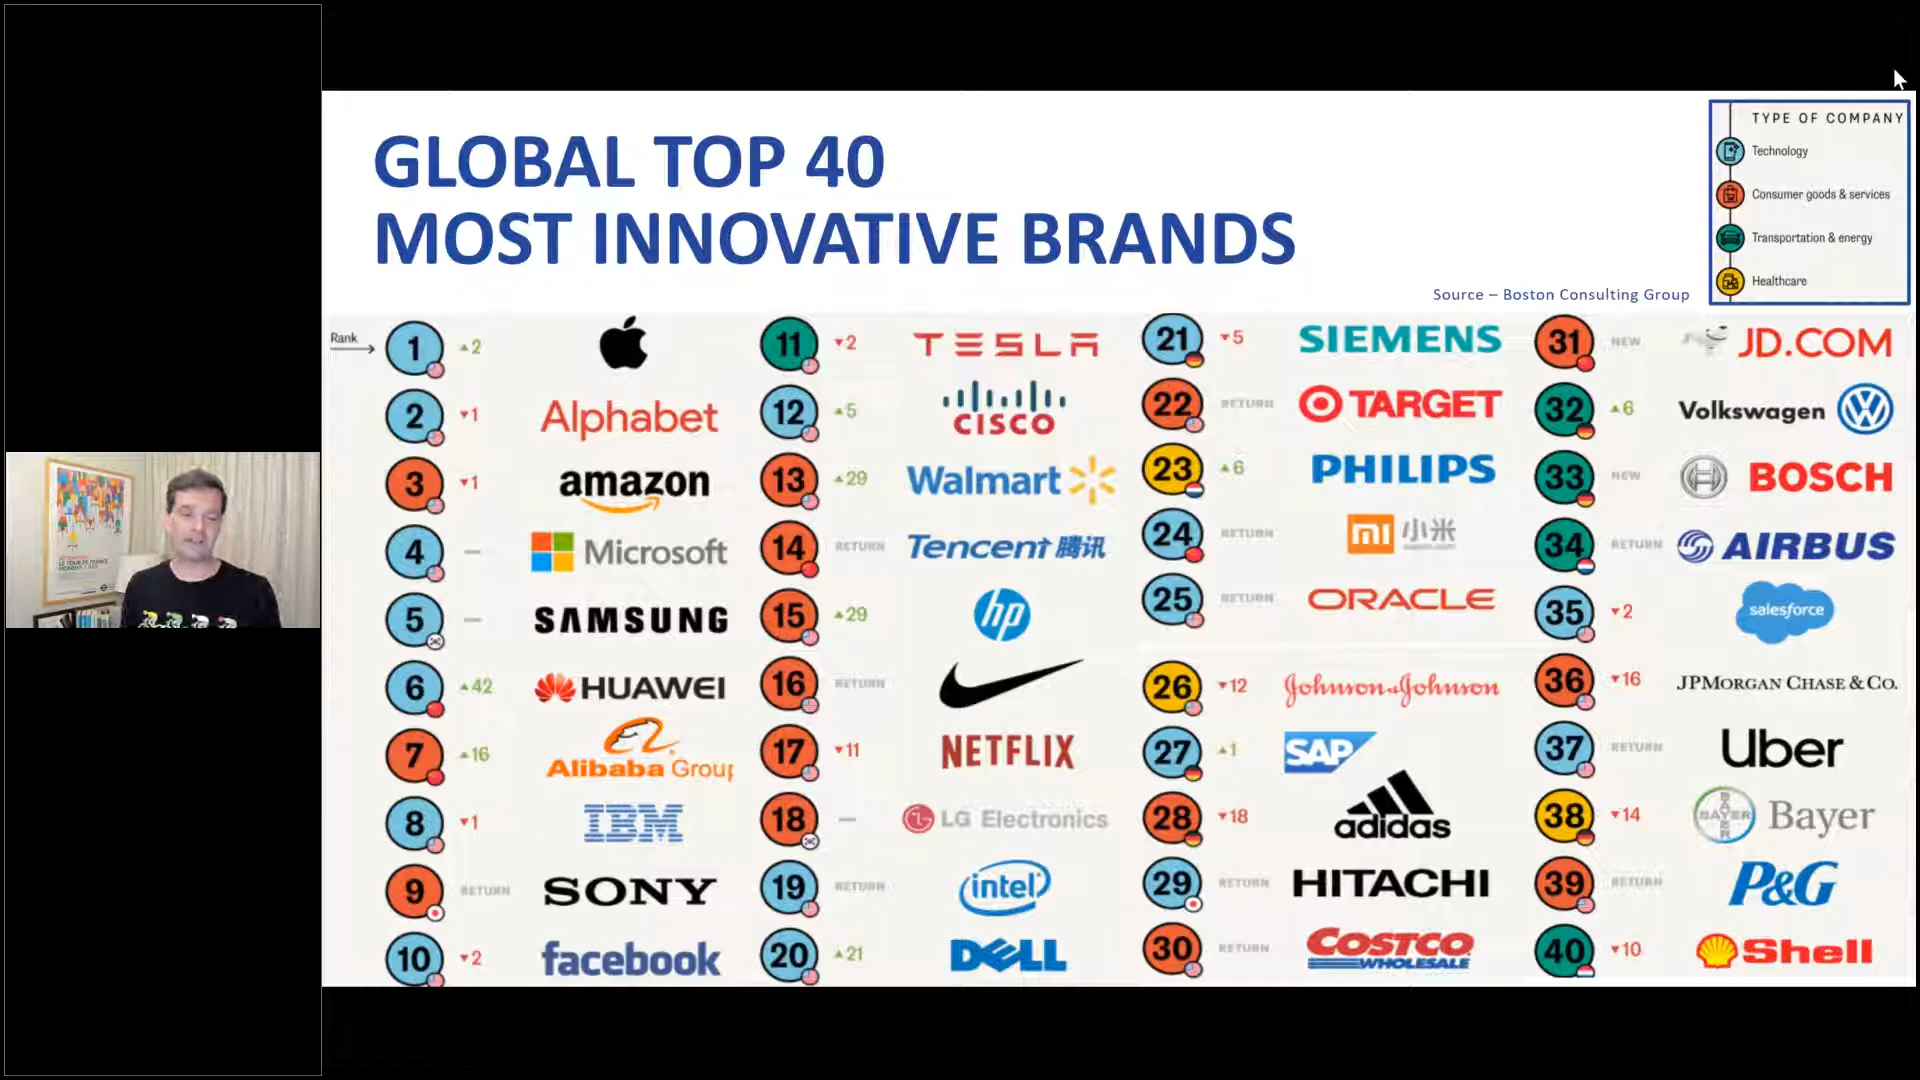 GLOBAL TOP 40
MOST INNOVATIVE BRANDS
Source – Boston Consulting Group
TYPE OF COMPANY
Technology
Consumer goods & services
Transportation & energy
Healthcare
Rank
1 ▲2
2 ▼1 Alphabet
3 ▼1 amazon
4 — Microsoft
5 — SAMSUNG
6 ▲42 HUAWEI
7 ▲16 Alibaba Group
8 ▼1 IBM
9 RETURN SONY
10 ▼2 facebook
11 ▼2 TESLA
12 ▲5 CISCO
13 ▲29 Walmart
14 RETURN Tencent 腾讯
15 ▲29 hp
16 RETURN
17 ▼11 NETFLIX
18 — LG Electronics
19 RETURN intel
20 ▲21 DELL
21 ▼5 SIEMENS
22 RETURN TARGET
23 ▲6 PHILIPS
24 RETURN mi 小米
25 RETURN ORACLE
26 ▼12 Johnson & Johnson
27 ▲1 SAP
28 ▼18 adidas
29 RETURN HITACHI
30 RETURN COSTCO WHOLESALE
31 NEW JD.COM
32 ▲6 Volkswagen
33 NEW BOSCH
34 RETURN AIRBUS
35 ▼2 salesforce
36 ▼16 JPMORGAN CHASE & CO.
37 RETURN Uber
38 ▼14 BAYER Bayer
39 RETURN P&G
40 ▼10 Shell